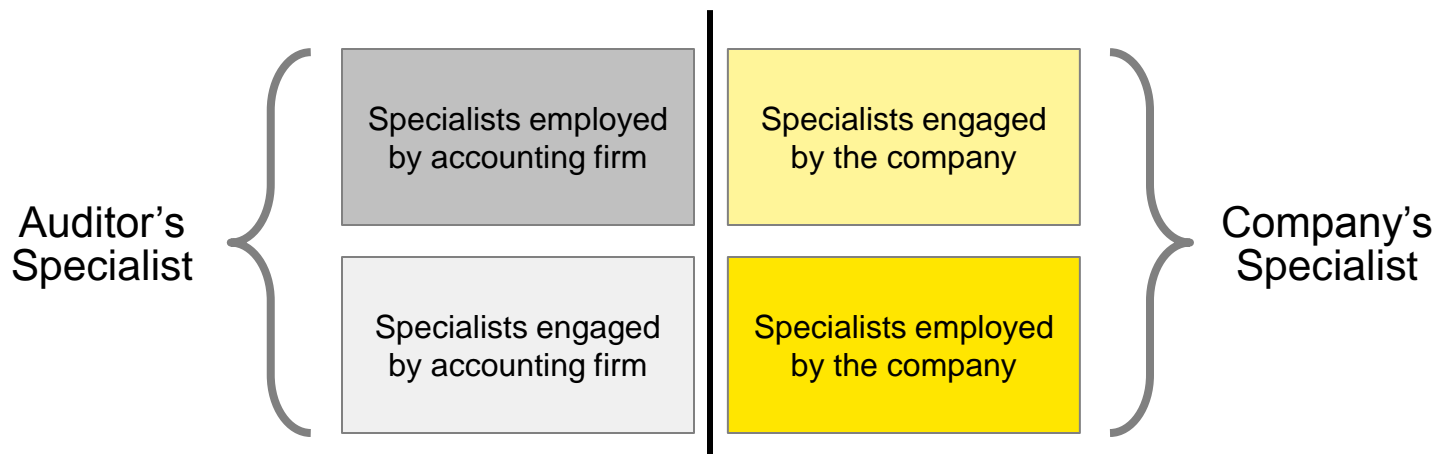 Auditor’s
Specialist
Specialists employed
by accounting firm
Specialists engaged
by accounting firm
Specialists engaged
by the company
Specialists employed
by the company
Company’s
Specialist